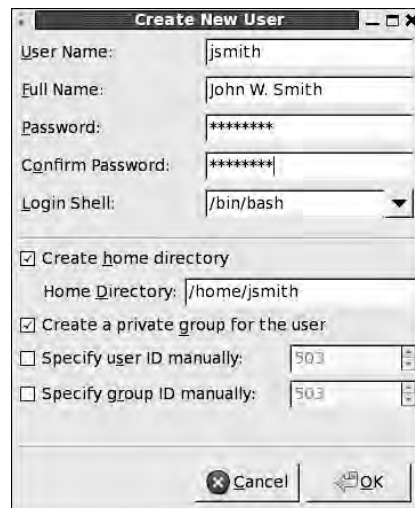 Create New User
User Name: jsmith
Full Name: John W. Smith
Password: ********
Confirm Password: ********
Login Shell: /bin/bash
Create home directory
Home Directory: /home/jsmith
Create a private group for the user
Specify user ID manually: 503
Specify group ID manually: 503
Cancel OK